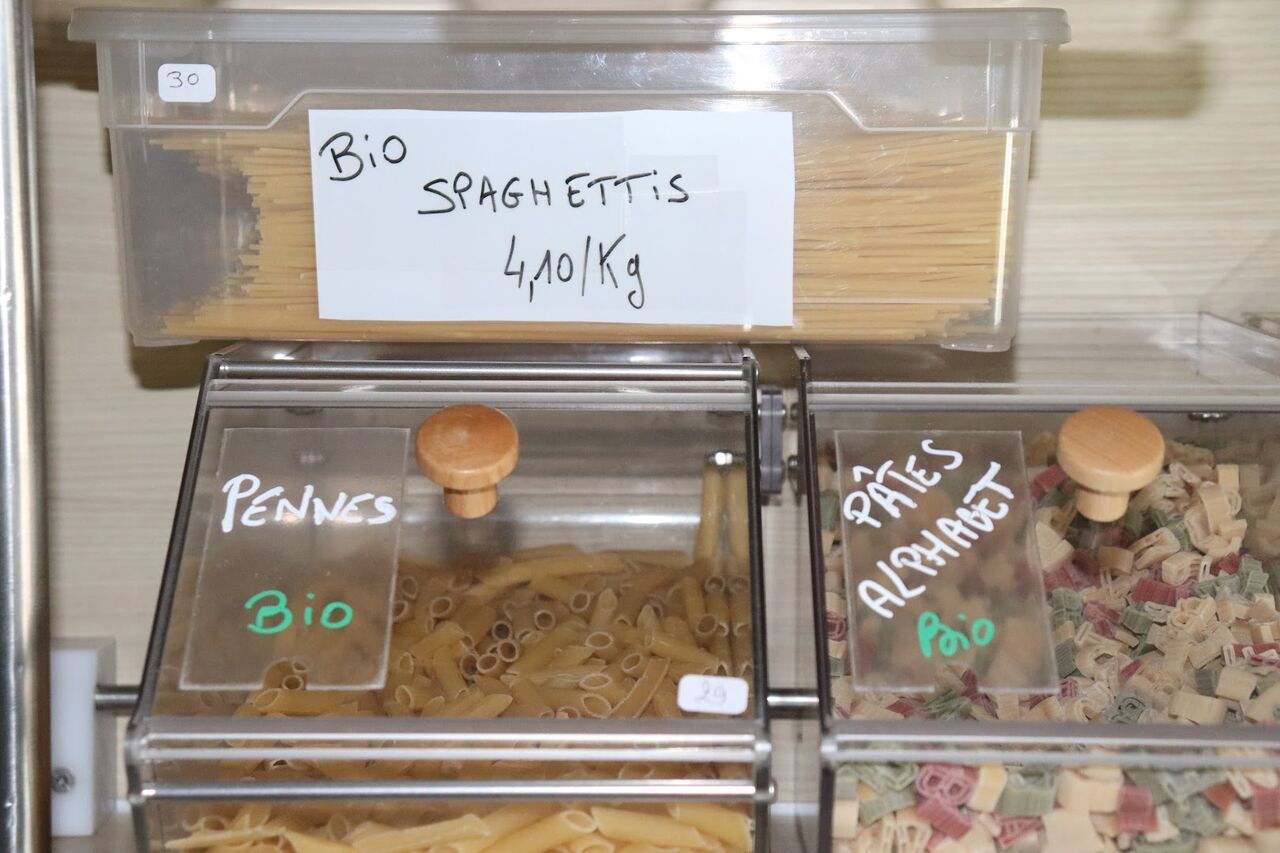 30
Bio
SPAGHETTiS
4,10/Kg
PENNES
Bio
29
PÂTES
ALPHABET
Bio